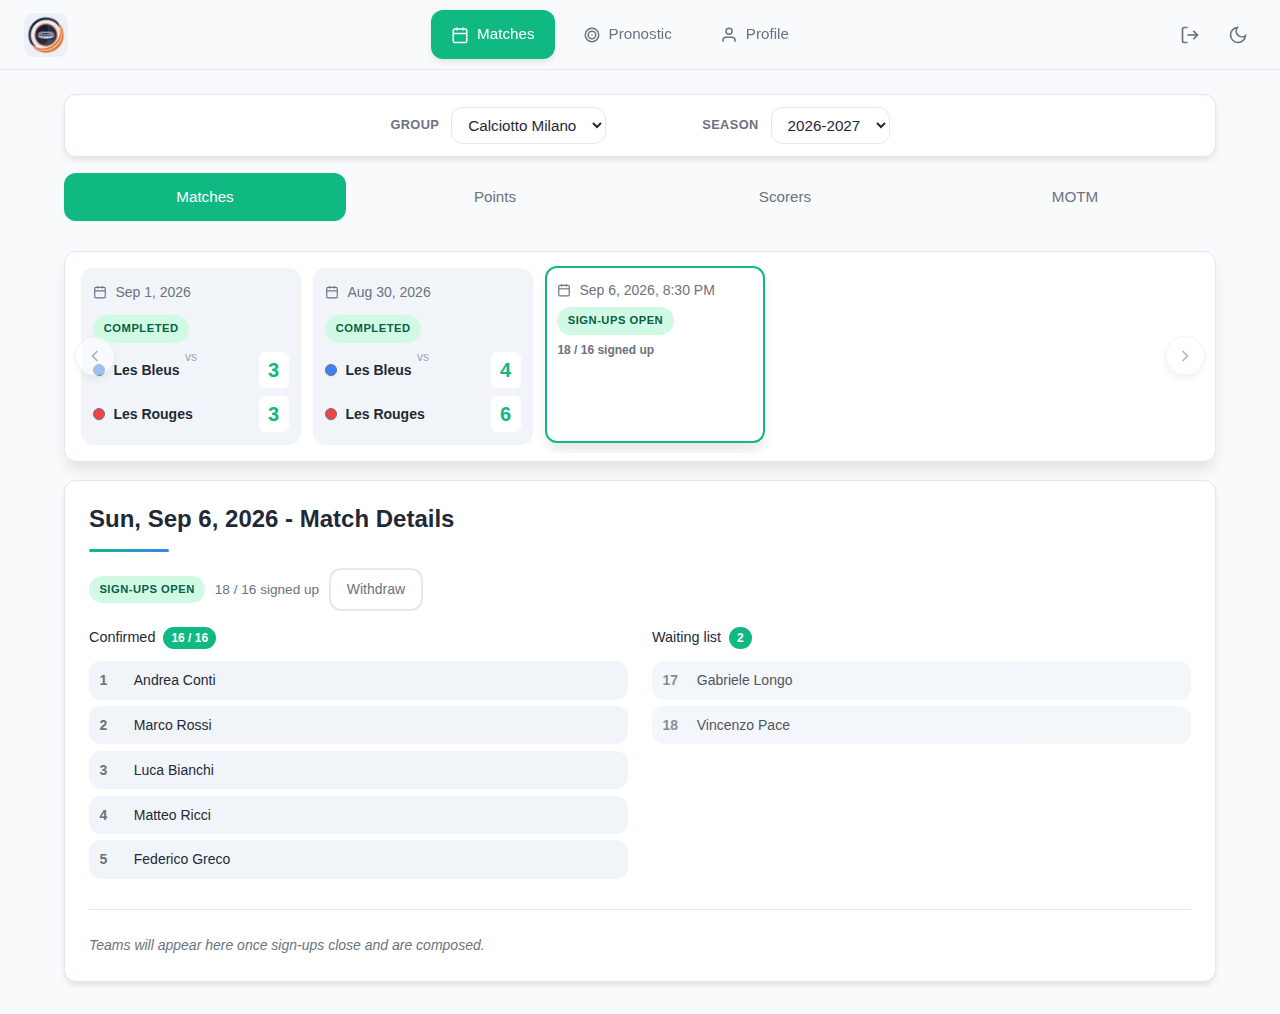 Matches
Pronostic
Profile
GROUP
Calciotto Milano
SEASON
2026-2027
Matches
Points
Scorers
MOTM
Sep 1, 2026
COMPLETED
Les Bleus
vs
3
Les Rouges
3
Aug 30, 2026
COMPLETED
Les Bleus
vs
4
Les Rouges
6
Sep 6, 2026, 8:30 PM
SIGN-UPS OPEN
18 / 16 signed up
Sun, Sep 6, 2026 - Match Details
SIGN-UPS OPEN
18 / 16 signed up
Withdraw
Confirmed 16 / 16
1 Andrea Conti
2 Marco Rossi
3 Luca Bianchi
4 Matteo Ricci
5 Federico Greco
Waiting list 2
17 Gabriele Longo
18 Vincenzo Pace
Teams will appear here once sign-ups close and are composed.